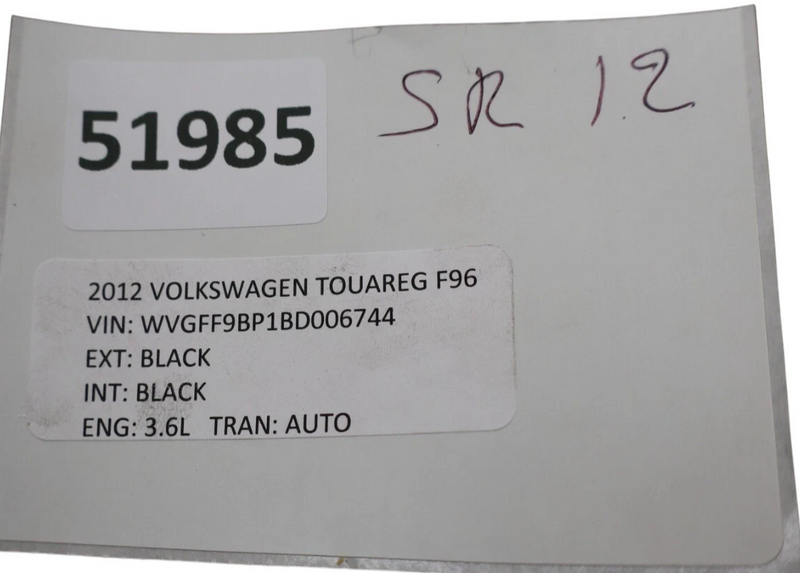 51985
SR 12
2012 VOLKSWAGEN TOUAREG F96
VIN: WVGFF9BP1BD006744
EXT: BLACK
INT: BLACK
ENG: 3.6L TRAN: AUTO